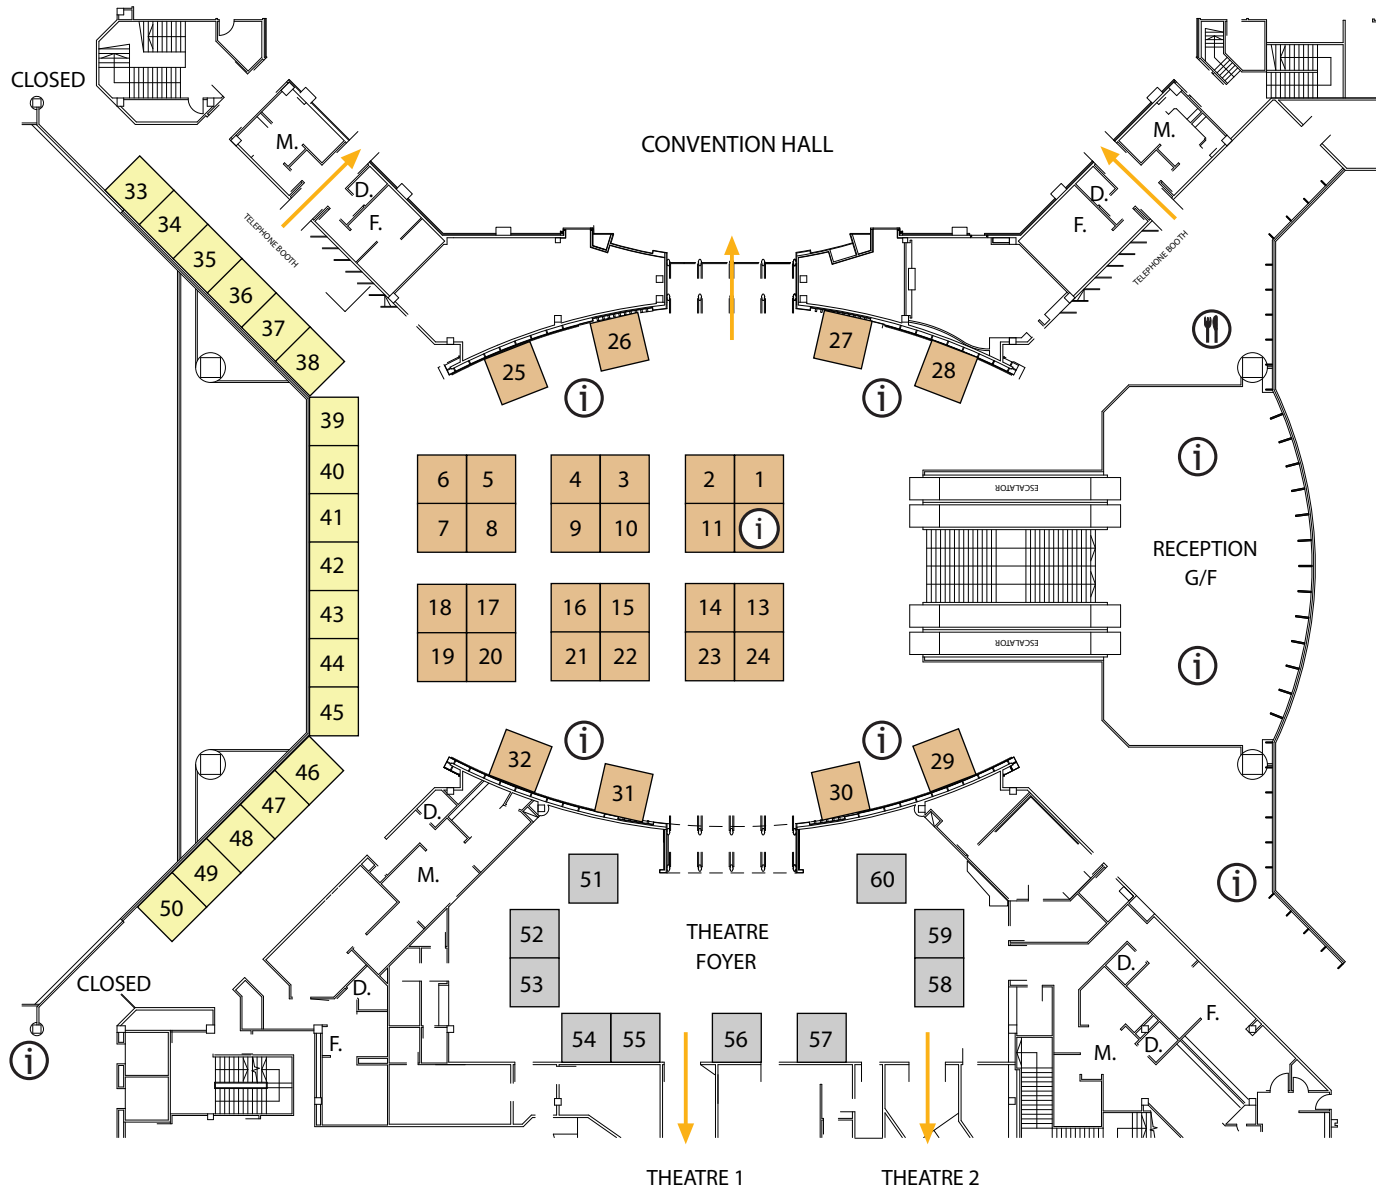 CLOSED
CONVENTION HALL
M.
M.
D.
D.
F.
F.
TELEPHONE BOOTH
TELEPHONE BOOTH
33
34
35
36
37
38
26
27
25
28
i
i
39
40
41
42
43
44
45
6 5
4 3
2 1
7 8
9 10
11 i
i
ESCALATOR
RECEPTION
G/F
18 17
16 15
14 13
19 20
21 22
23 24
ESCALATOR
i
i
i
32
31
30
29
46
47
48
49
50
D.
M.
51
60
i
52
53
THEATRE
FOYER
59
58
CLOSED
D.
F.
54 55
56
57
D.
F.
M.
D.
i
THEATRE 1
THEATRE 2